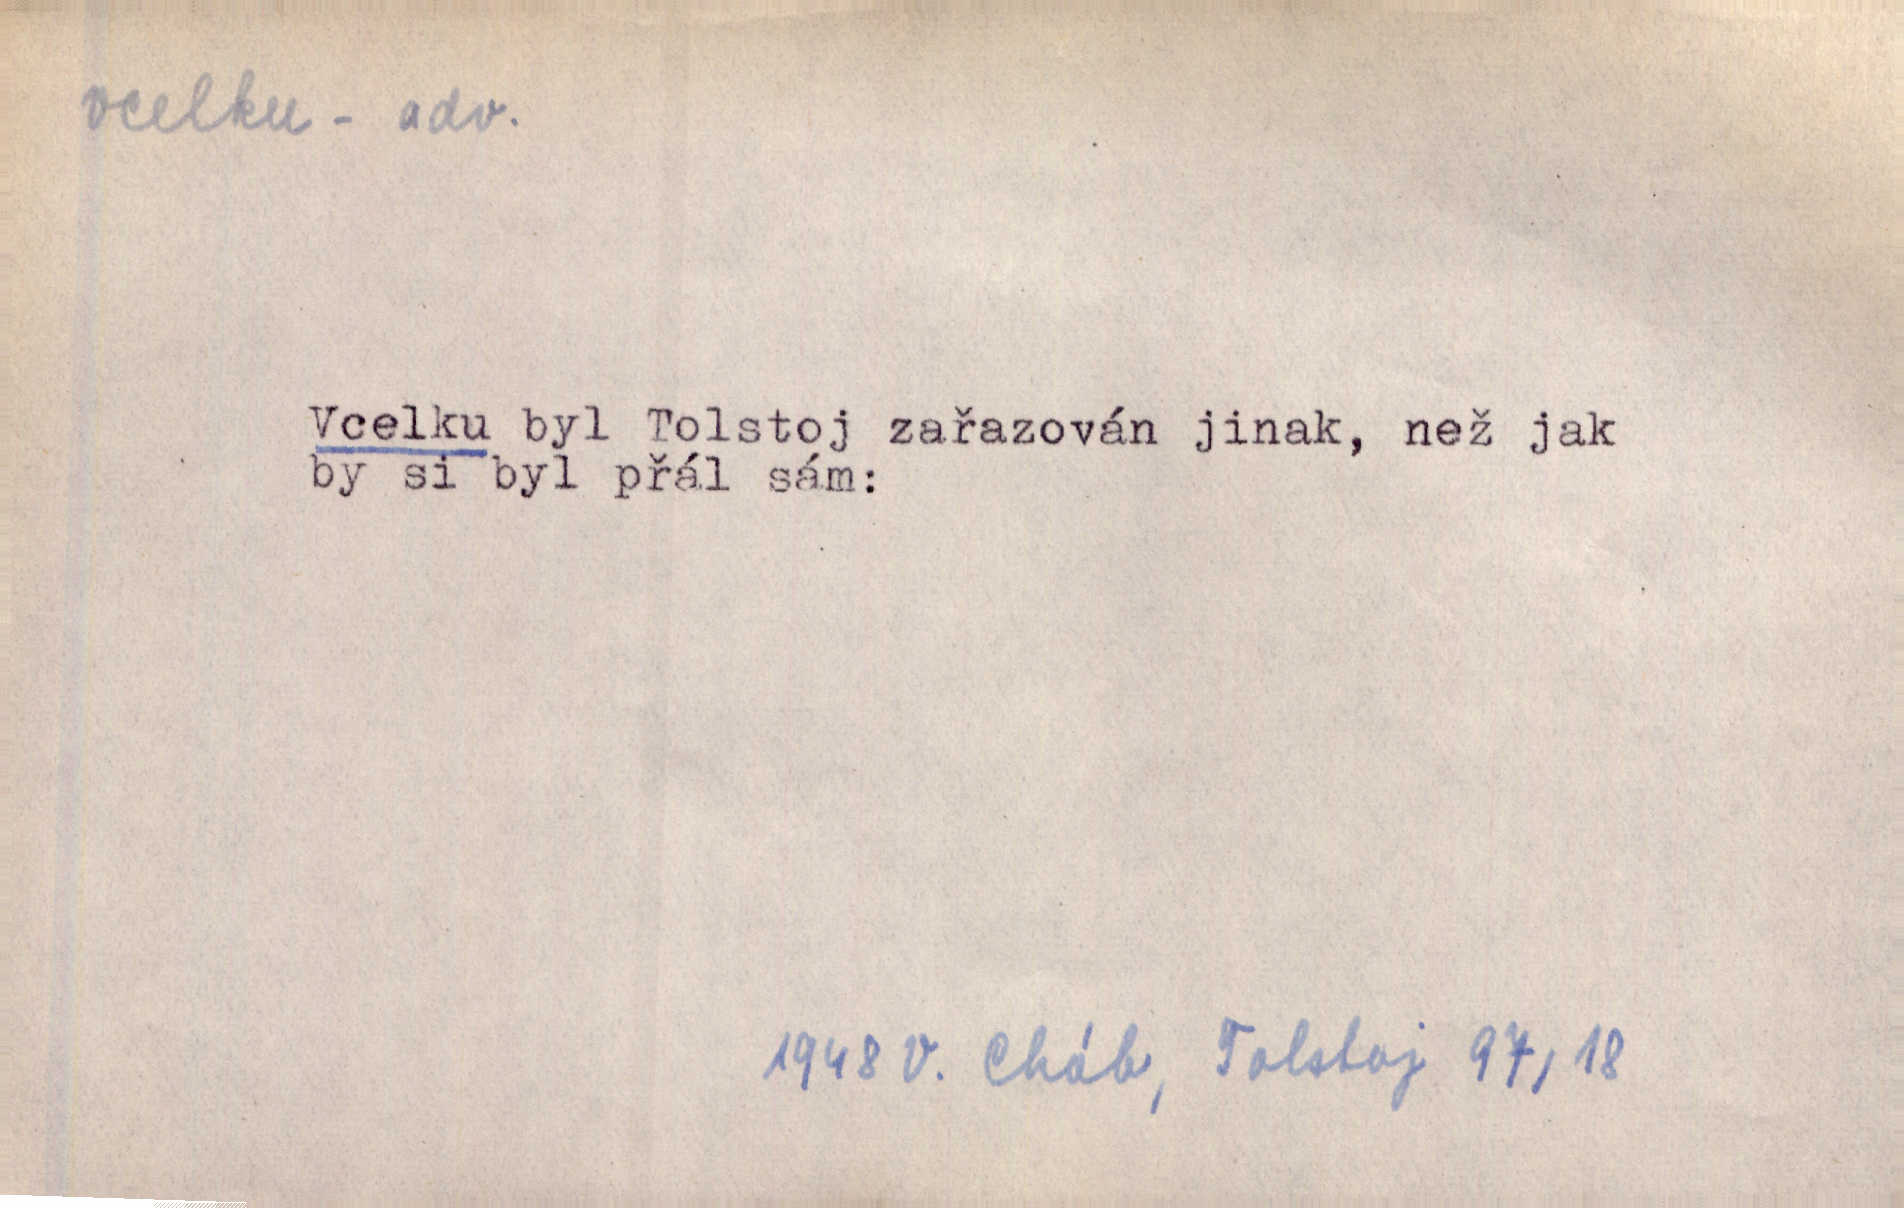 vcelku - adv.
Vcelku byl Tolstoj zařazován jinak, než jak
by si byl přál sám:
1948 V. Cháb, Tolstoj 97, 18